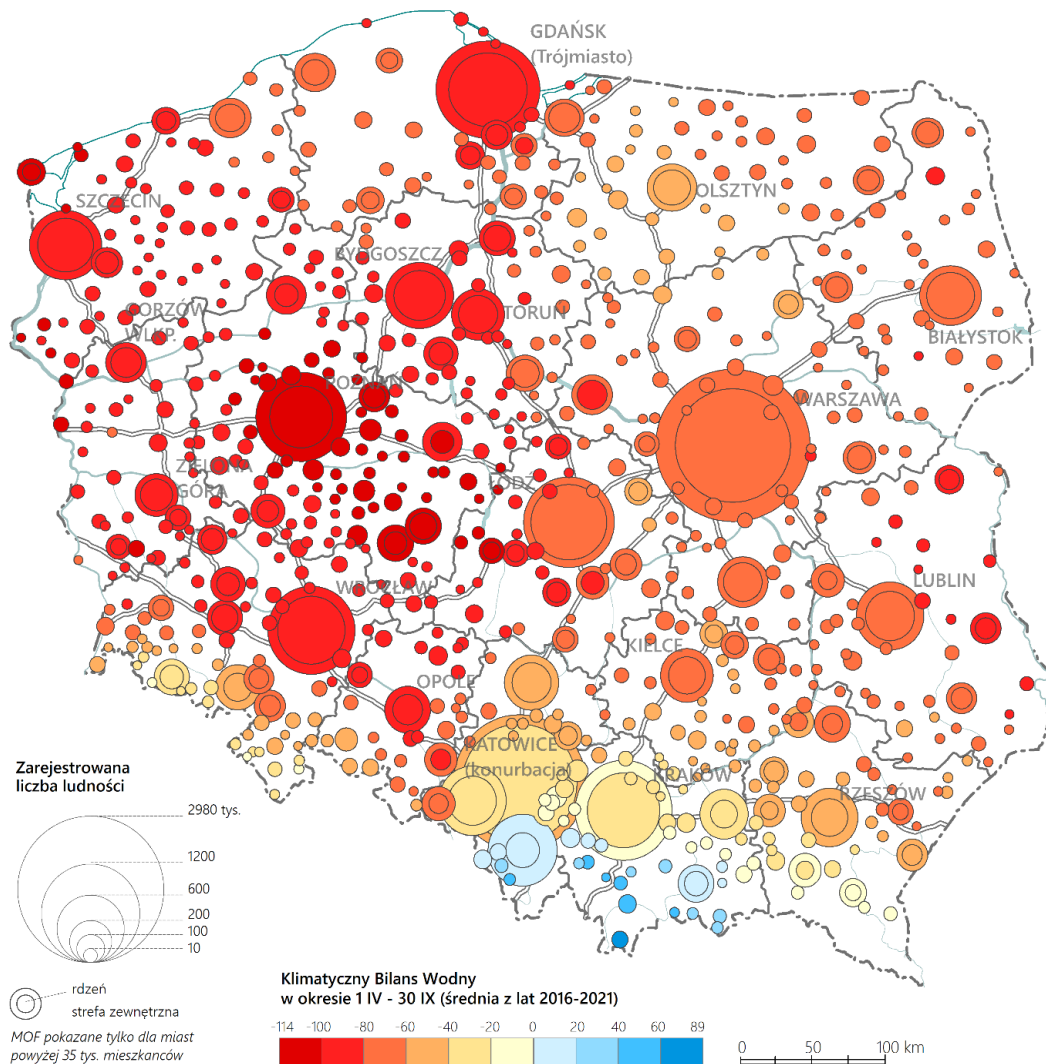 GDAŃSK
(Trójmiasto)
OLSZTYN
SZCZECIN
BYDGOSZCZ
GORZÓW
WLKP.
TORUŃ
BIAŁYSTOK
POZNAŃ
WARSZAWA
ZIELONA
GÓRA
ŁÓDŹ
WROCŁAW
LUBLIN
KIELCE
OPOLE
KATOWICE
(konurbacja)
KRAKÓW
RZESZÓW
Zarejestrowana
liczba ludności
2980 tys.
1200
600
200
100
10
rdzeń
strefa zewnętrzna
MOF pokazane tylko dla miast
powyżej 35 tys. mieszkańców
Klimatyczny Bilans Wodny
w okresie 1 IV - 30 IX (średnia z lat 2016-2021)
-114 -100 -80 -60 -40 -20 0 20 40 60 89
0 50 100 km